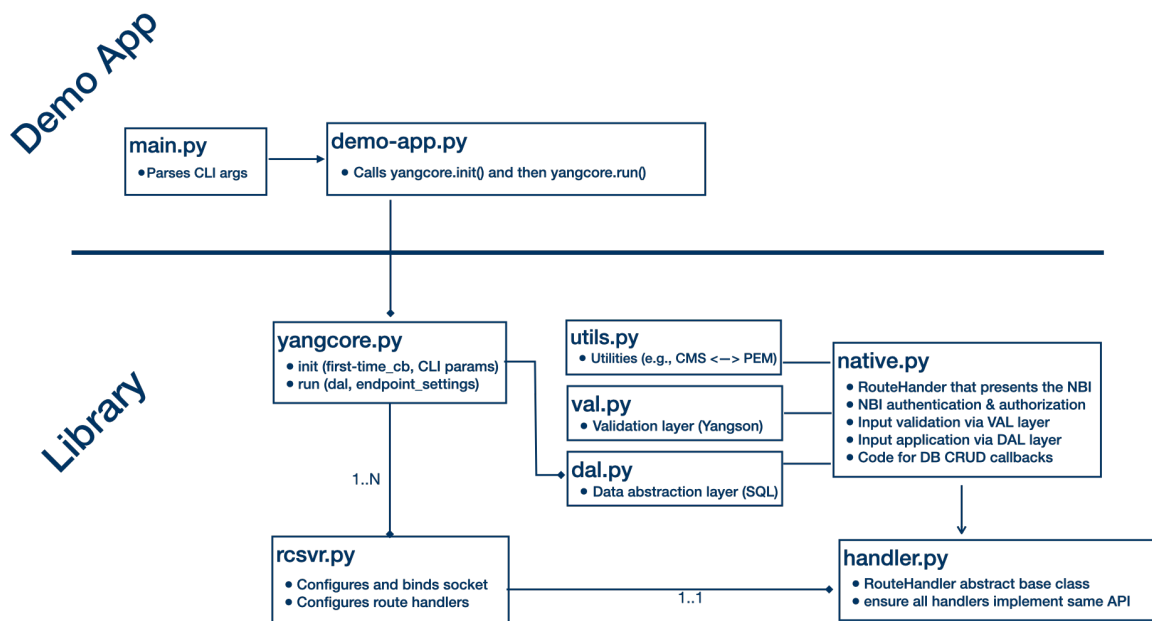 Demo App
main.py
●Parses CLI args
demo-app.py
● Calls yangcore.init() and then yangcore.run()
Library
yangcore.py
● init (first-time_cb, CLI params)
● run (dal, endpoint_settings)
utils.py
● Utilities (e.g., CMS <—> PEM)
val.py
● Validation layer (Yangson)
dal.py
● Data abstraction layer (SQL)
native.py
● RouteHander that presents the NBI
● NBI authentication & authorization
● Input validation via VAL layer
● Input application via DAL layer
● Code for DB CRUD callbacks
1..N
rcsvr.py
● Configures and binds socket
● Configures route handlers
1..1
handler.py
● RouteHandler abstract base class
● ensure all handlers implement same API